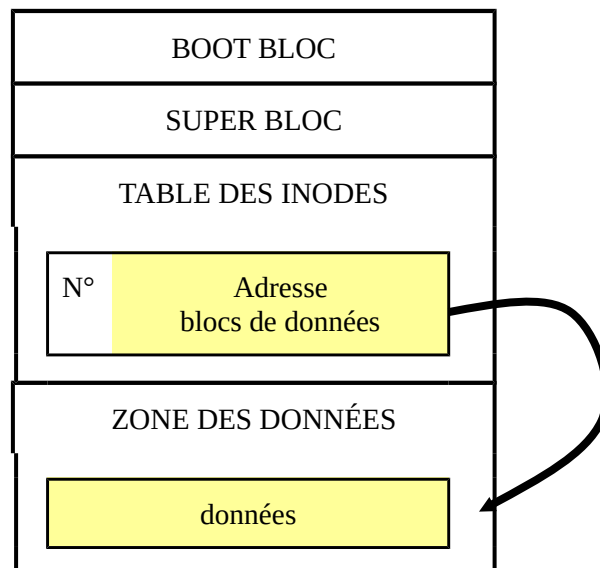 BOOT BLOC
SUPER BLOC
TABLE DES INODES
N° Adresse
blocs de données
ZONE DES DONNÉES
données